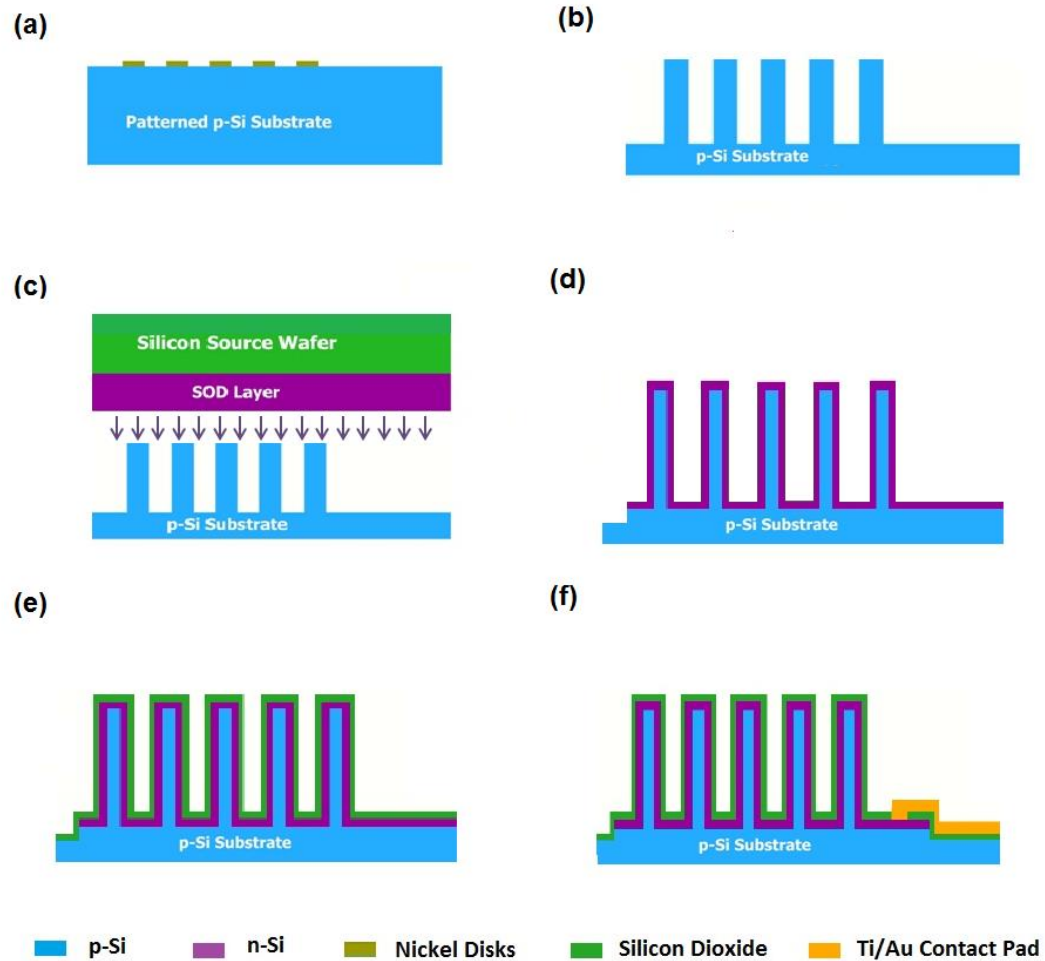 (a)
Patterned p-Si Substrate
(b)
p-Si Substrate
(c)
Silicon Source Wafer
SOD Layer
p-Si Substrate
(d)
p-Si Substrate
(e)
p-Si Substrate
(f)
p-Si Substrate
p-Si
n-Si
Nickel Disks
Silicon Dioxide
Ti/Au Contact Pad